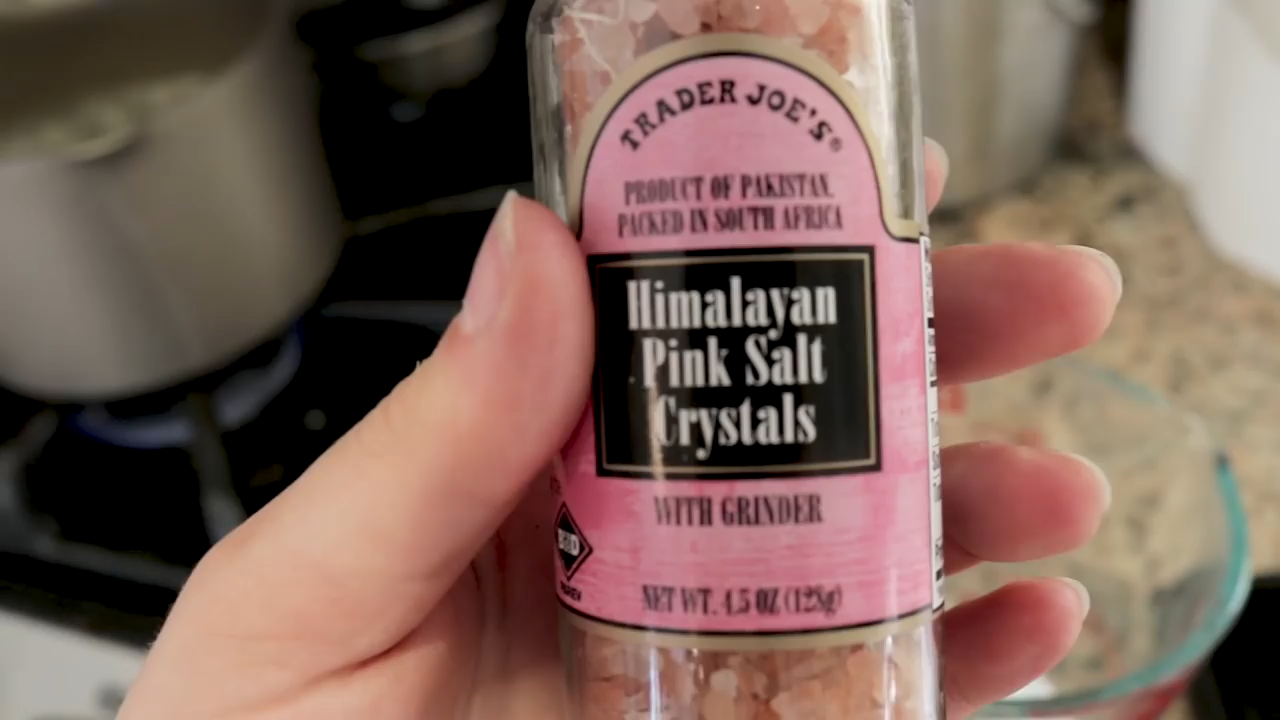 TRADER JOE'S®
PRODUCT OF PAKISTAN.
PACKED IN SOUTH AFRICA
Himalayan
Pink Salt
Crystals
WITH GRINDER
NET WT. 4.5 OZ (128g)